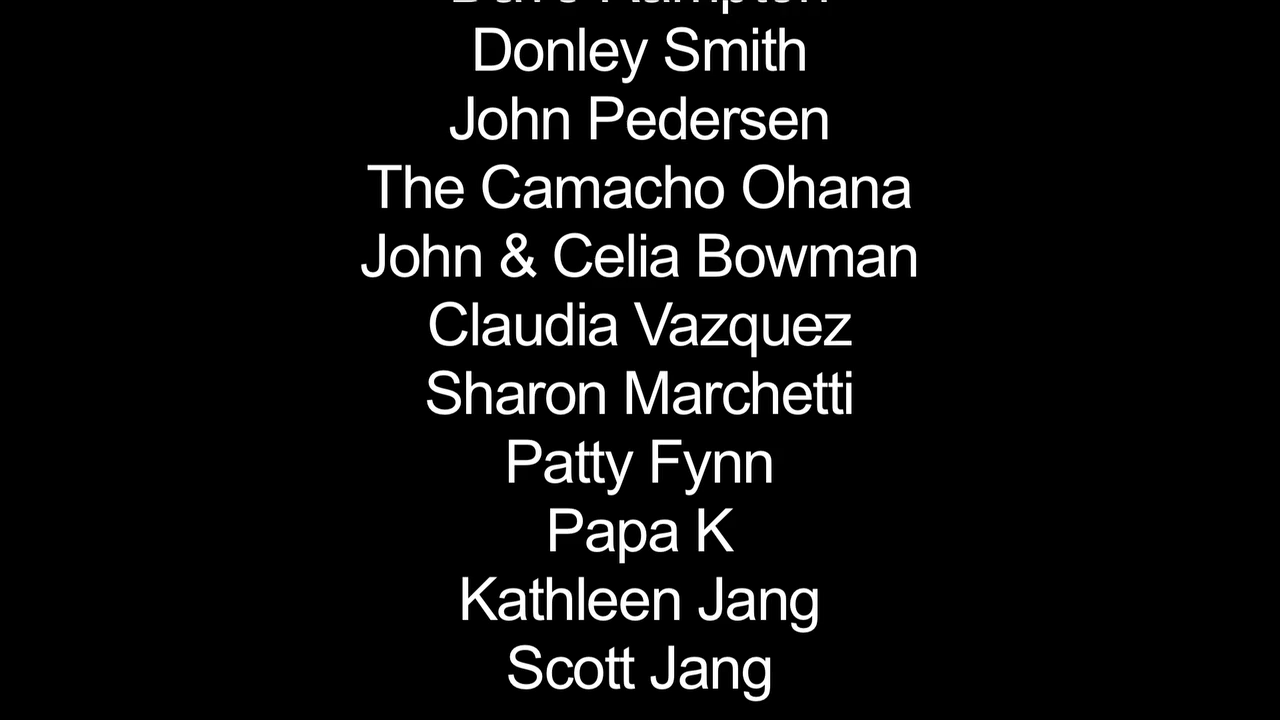 Donley Smith
John Pedersen
The Camacho Ohana
John & Celia Bowman
Claudia Vazquez
Sharon Marchetti
Patty Fynn
Papa K
Kathleen Jang
Scott Jang